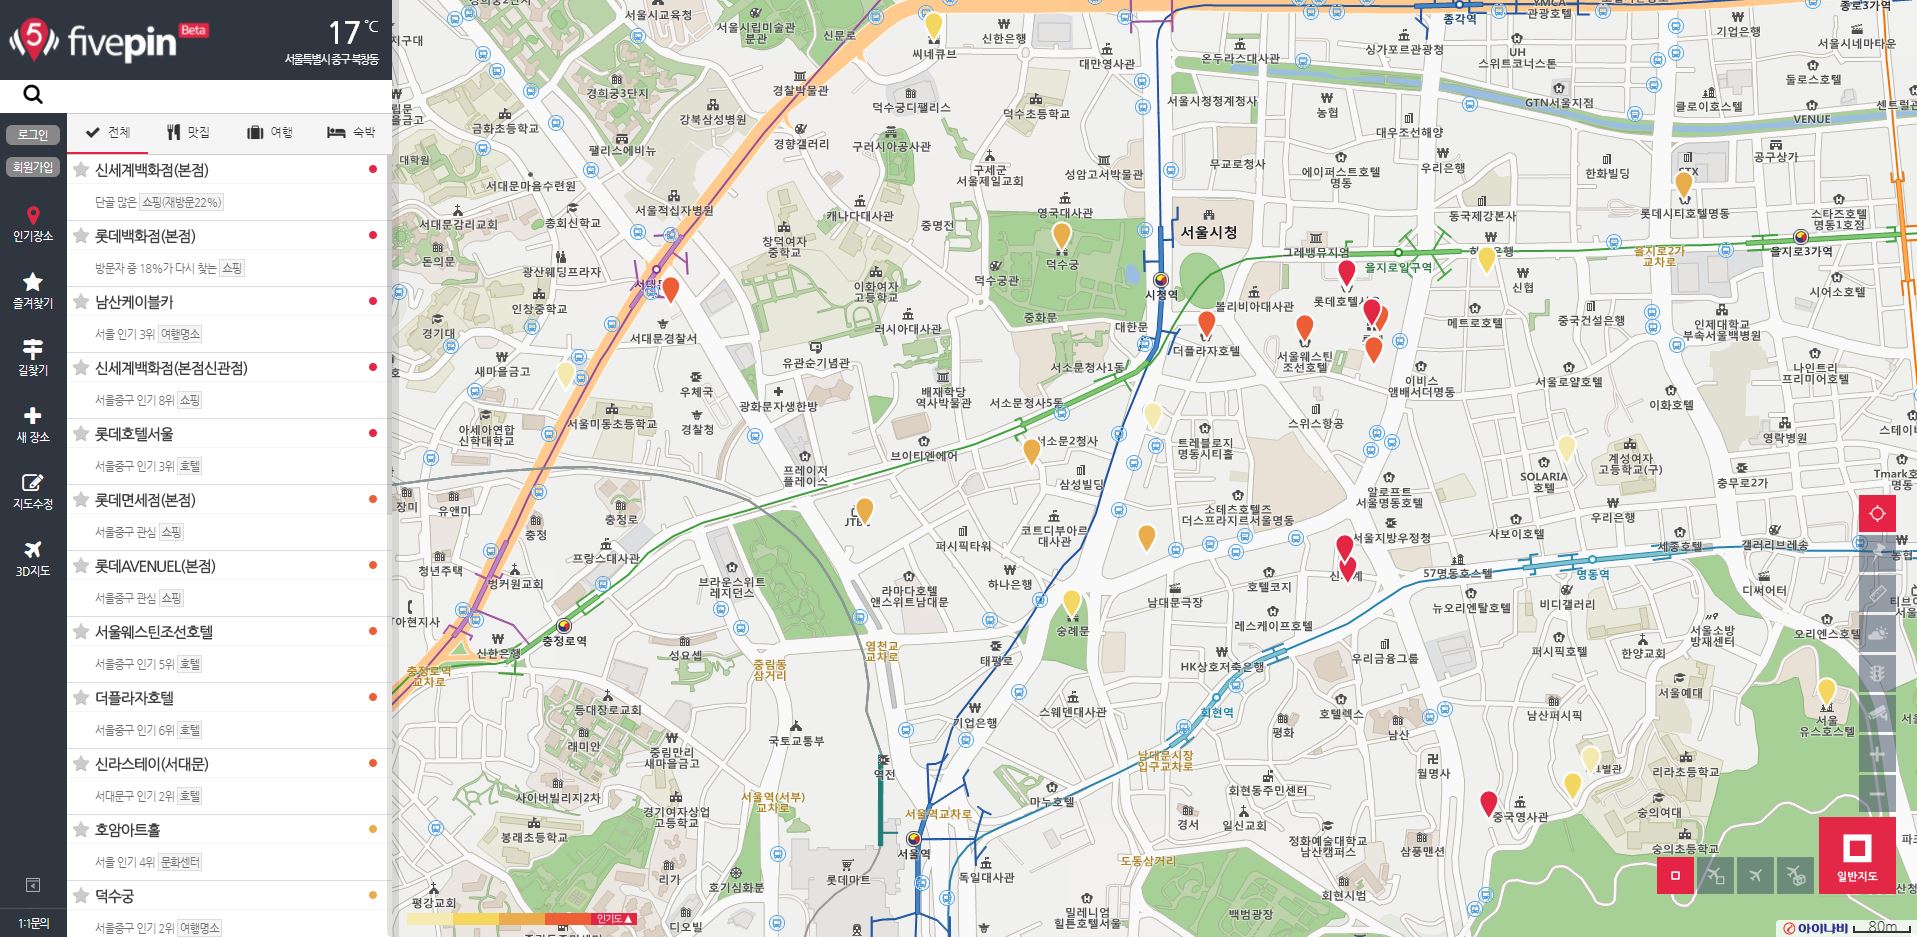 5 fivepin Beta
17 ℃
서울특별시 중구 북창동
로그인
회원가입
인기장소
즐겨찾기
길찾기
새 장소
지도수정
3D지도
1:1문의
전체 맛집 여행 숙박
신세계백화점(본점)
단골 많은 쇼핑(재방문22%)
롯데백화점(본점)
방문자 중 18%가 다시 찾는 쇼핑
남산케이블카
서울 인기 3위 여행명소
신세계백화점(본점신관점)
서울중구 인기 8위 쇼핑
롯데호텔서울
서울중구 인기 3위 호텔
롯데면세점(본점)
서울중구 관심 쇼핑
롯데AVENUEL(본점)
서울중구 관심 쇼핑
서울웨스틴조선호텔
서울중구 인기 5위 호텔
더플라자호텔
서울중구 인기 6위 호텔
신라스테이(서대문)
서대문구 인기 2위 호텔
호암아트홀
서울 인기 4위 문화센터
덕수궁
서울중구 인기 2위 여행명소
서울시교육청
서울시립미술관
분관
신문로
씨네큐브
신한은행
대만영사관
종각역
관광호텔
종로3가역
기업은행
서울시네마타운
싱가포르관광청
UH
스위트코너스톤
온두라스대사관
둘로스호텔
경희궁3단지
경찰박물관
강북삼성병원
덕수궁디팰리스
덕수초등학교
서울시청청계청사
농협
GTN서울지점
클로이호스텔
VENUE
금화초등학교
팰리스에비뉴
경향갤러리
구러시아공사관
대우조선해양
우리은행
공구상가
대학원
서대문마을수련원
구세군
서울제일교회
성암고서박물관
무교로청사
에이퍼스트호텔
명동
한화빌딩
서울적십자병원
캐나다대사관
영국대사관
동국제강본사
롯데시티호텔명동
스타즈호텔
명동1호점
서대문감리교회
총회신학교
중명전
서울시청
그레뱅뮤지엄
을지로2가
교차로
을지로3가역
돈의문
창덕여자
중학교
덕수궁
을지로입구역
광산웨딩프라자
이화여자
고등학교
덕수궁관
시청역
신협
시어소호텔
인창중학교
볼리비아대사관
중화문
대한문
경기대
러시아대사관
서대문경찰서
더플라자호텔
서울웨스틴
조선호텔
메트로호텔
중국건설은행
인제대학교
부속서울백병원
새마을금고
유관순기념관
서소문청사1동
이비스
앰배서더명동
서울로얄호텔
나인트리
프리미어호텔
우체국
배재학당
역사박물관
광화문자생한방
서소문청사5동
이화호텔
아세아연합
신학대학교
서울미동초등학교
경찰청
스위스항공
트레블로지
명동시티홀
영락병원
브이티엔에어
서소문2청사
계성여자
고등학교(구)
프레이저
플레이스
삼성빌딩
SOLARIA
호텔
충무로2가
알로프트
서울명동호텔
유앤미
충정로
충정
코트디부아르
대사관
소테츠호텔즈
더스프라지르서울명동
우리은행
서울지방우정청
사보이호텔
퍼시픽타워
세종호텔
갤러리브레송
청년주택
프랑스대사관
벙커원교회
브라운스위트
레지던스
라마다호텔
앤스위트남대문
하나은행
57명동호스텔
명동역
호텔코지
남대문극장
뉴오리엔탈호텔
비디갤러리
디씨어터
충정로역
숭례문
레스케이프호텔
서울소방
방재센터
오리엔스호텔
신한은행
성요셉
염천교
교차로
태평로
HK상호저축은행
우리금융그룹
퍼시픽호텔
한양교회
충정로역
교차로
중림동
삼거리
서울예대
등대장로교회
기업은행
스웨덴대사관
회현역
호텔렉스
남산퍼시픽
서울
유스호스텔
래미안
국토교통부
평화
남산
중림만리
새마을금고
역전
남대문시장
입구교차로
월명사
리라초등학교
사이버빌리지2차
서울역(서부)
교차로
마누호텔
회현동주민센터
숭의여대
봉래초등학교
경기여자상업
고등학교
서울역교차로
경서
일신교회
중국영사관
정화예술대학교
남산캠퍼스
숭의초등학교
서울역
도동삼거리
삼풍맨션
리가
호기심화분
롯데마트
독일대사관
회현시범
평강교회
디오빌
밀레니엄
힐튼호텔서울
백범광장
인기도▲
일반지도
아이나비
80m